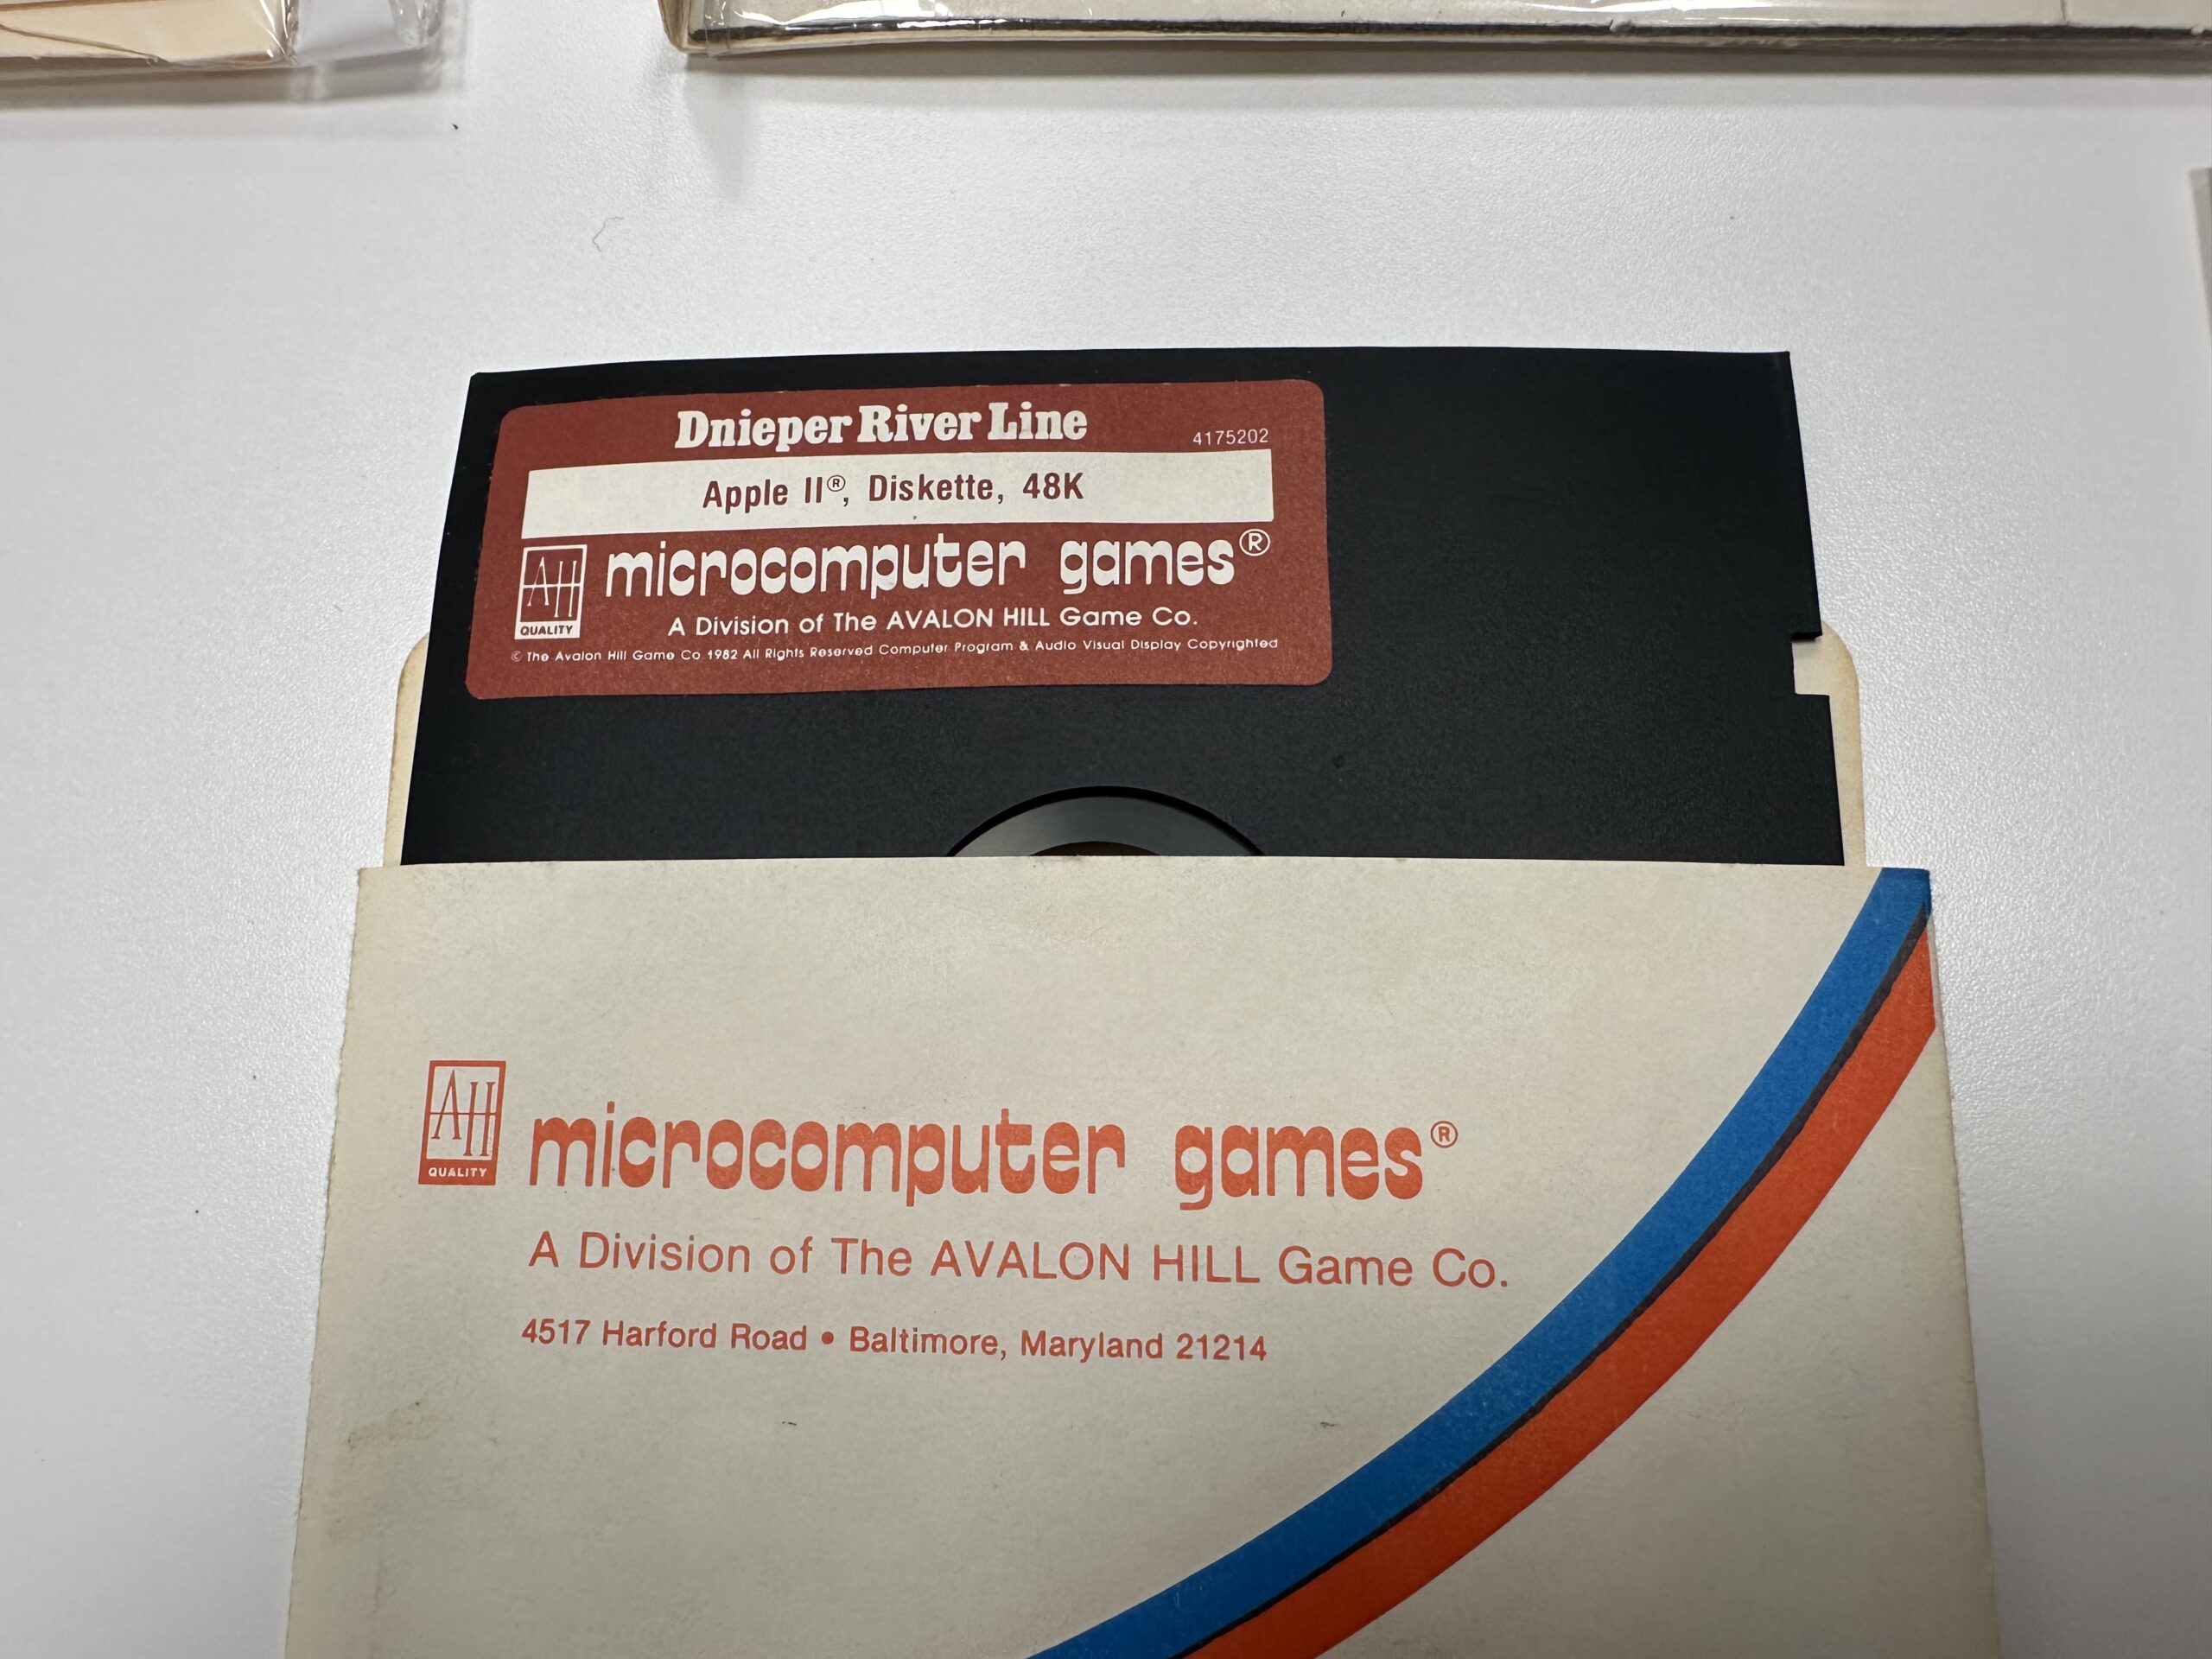 Dnieper River Line
4175202
Apple II®, Diskette, 48K
AH
QUALITY
microcomputer games®
A Division of The AVALON HILL Game Co.
© The Avalon Hill Game Co 1982 All Rights Reserved Computer Program & Audio Visual Display Copyrighted
AH
QUALITY
microcomputer games®
A Division of The AVALON HILL Game Co.
4517 Harford Road • Baltimore, Maryland 21214